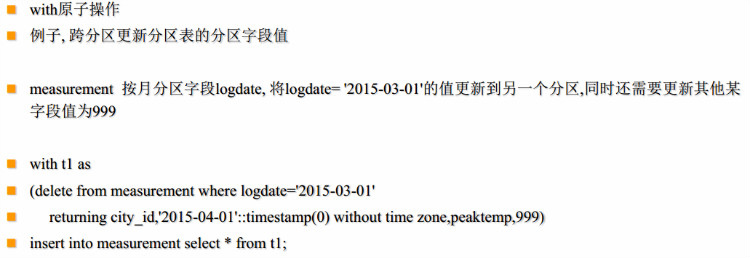 with原子操作
例子, 跨分区更新分区表的分区字段值
measurement 按月分区字段logdate, 将logdate= '2015-03-01'的值更新到另一个分区,同时还需要更新其他某
字段值为999
with t1 as
(delete from measurement where logdate='2015-03-01'
returning city_id,'2015-04-01'::timestamp(0) without time zone,peaktemp,999)
insert into measurement select * from t1;